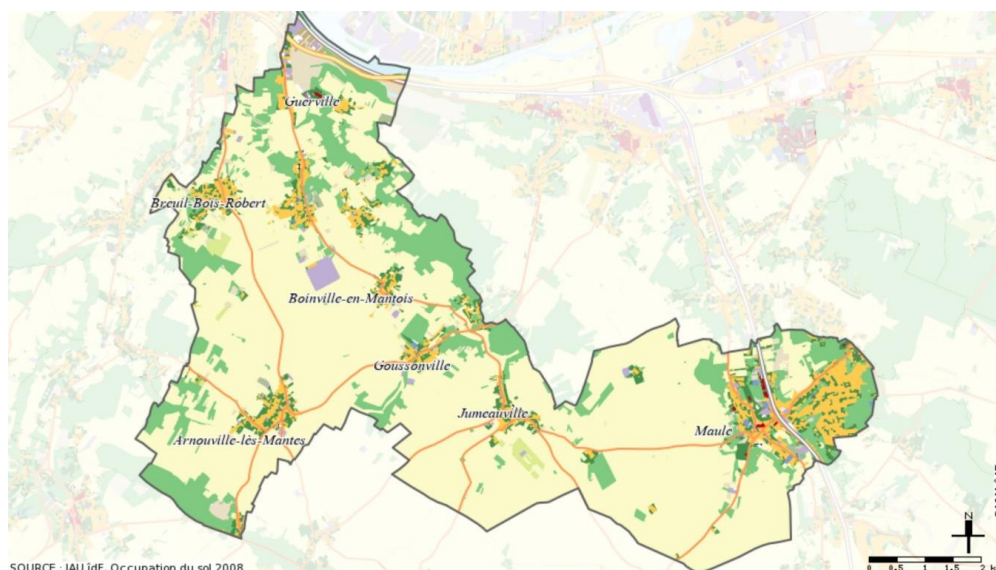 Guerville
Breuil-Bois-Robert
Boinville-en-Mantois
Goussonville
Jumeauville
Maule
Arnouville-lès-Mantes
N
0 0.5 1 1.5 2 k
SOURCE : IAU îdF, Occupation du sol 2008